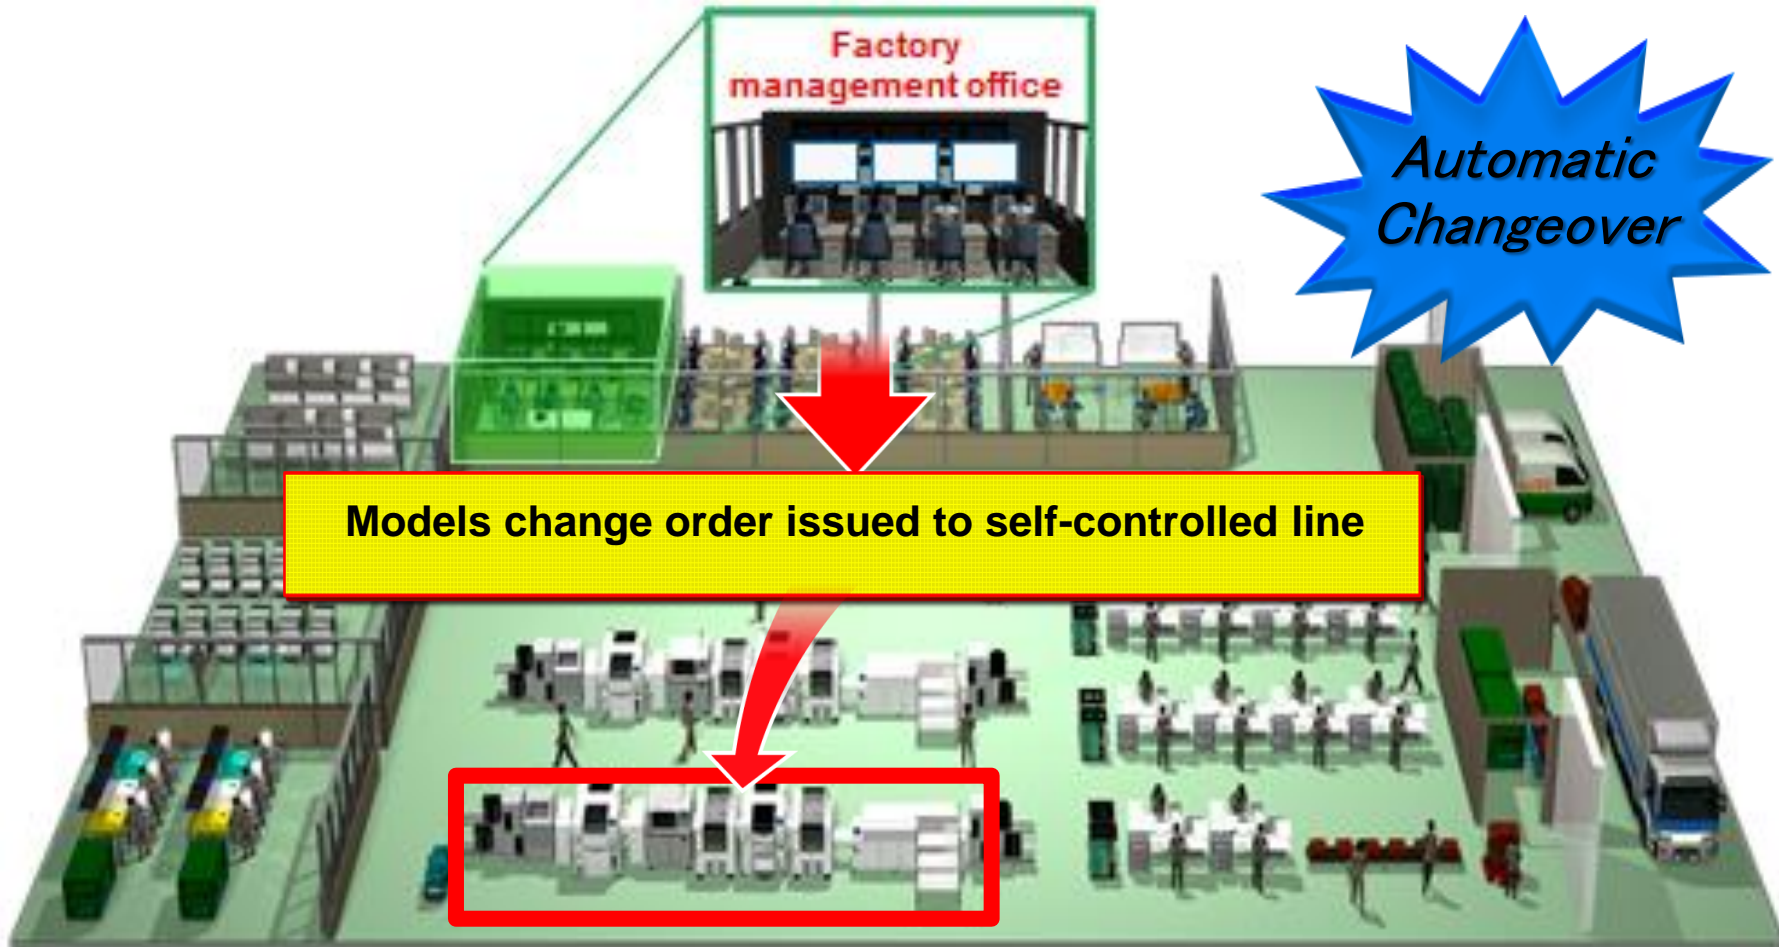 Factory
management office
Automatic
Changeover
Models change order issued to self-controlled line